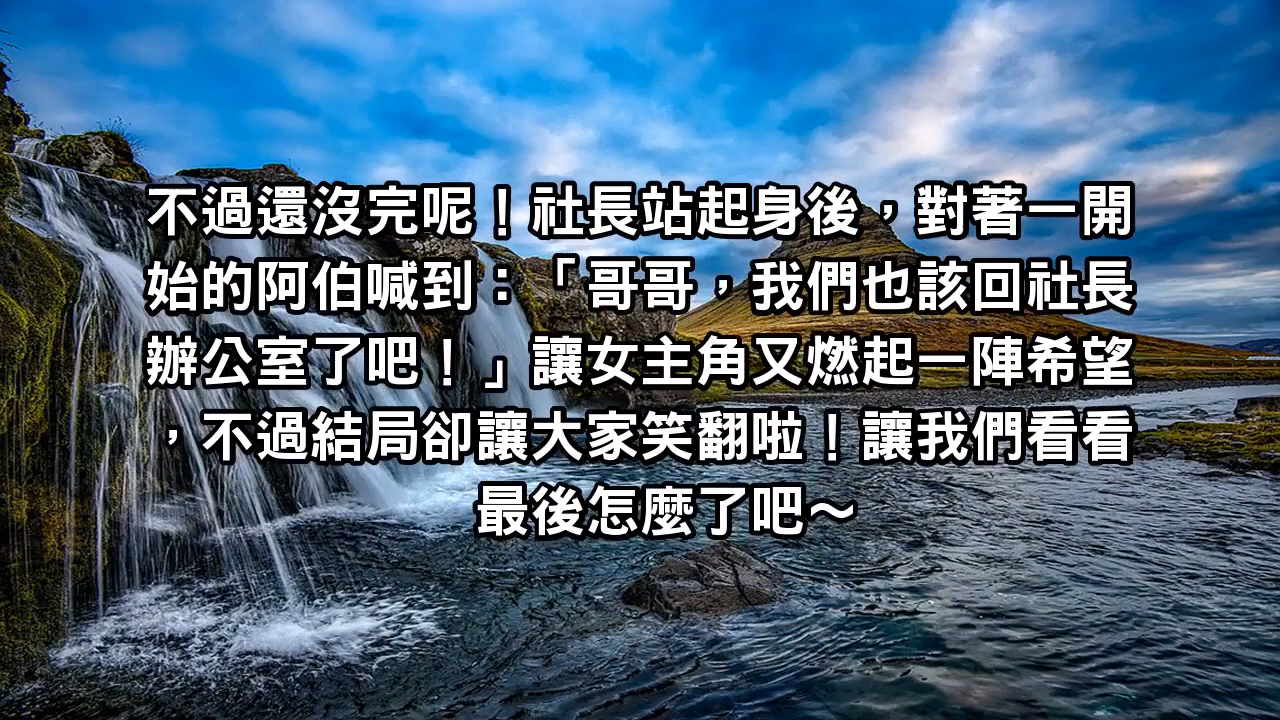 不過還沒完呢！社長站起身後，對著一開
始的阿伯喊到：「哥哥，我們也該回社長
辦公室了吧！」讓女主角又燃起一陣希望
，不過結局卻讓大家笑翻啦！讓我們看看
最後怎麼了吧～